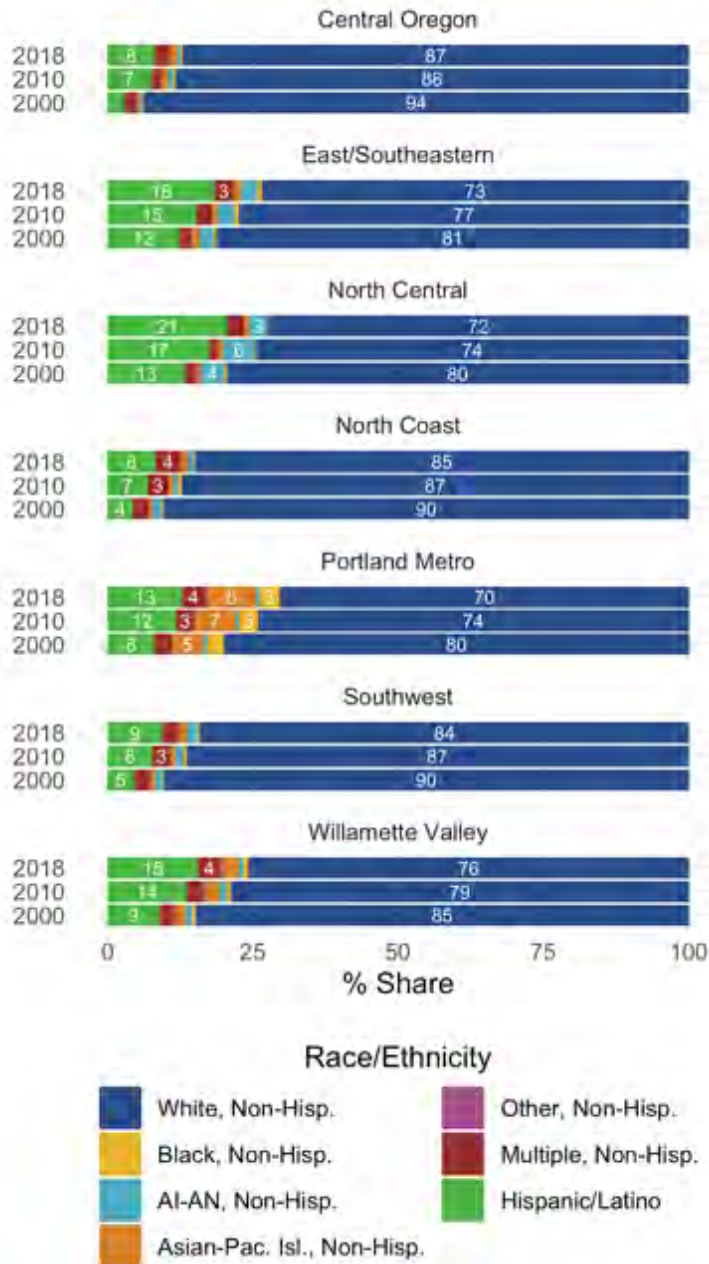 Central Oregon
2018 8 87
2010 7 88
2000 94
East/Southeastern
2018 18 3 73
2010 15 77
2000 12 81
North Central
2018 21 3 72
2010 17 6 74
2000 13 4 80
North Coast
2018 8 4 85
2010 7 3 87
2000 4 90
Portland Metro
2018 13 4 8 3 70
2010 12 3 7 3 74
2000 8 5 80
Southwest
2018 9 84
2010 8 3 87
2000 5 90
Willamette Valley
2018 15 4 76
2010 14 79
2000 9 85
0 25 50 75 100
% Share
Race/Ethnicity
White, Non-Hisp. Other, Non-Hisp.
Black, Non-Hisp. Multiple, Non-Hisp.
AI-AN, Non-Hisp. Hispanic/Latino
Asian-Pac. Isl., Non-Hisp.